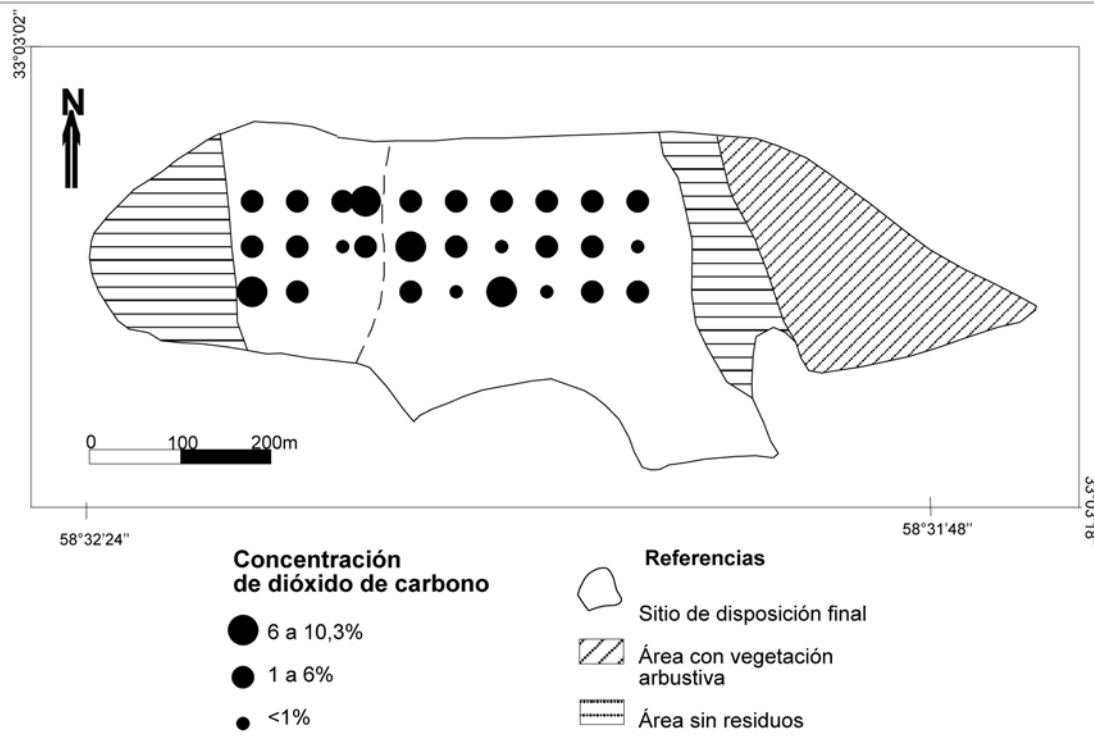 33°03'02''
N
0 100 200m
33°03'18''
58°32'24''
58°31'48''
Concentración
de dióxido de carbono
6 a 10,3%
1 a 6%
<1%
Referencias
Sitio de disposición final
Área con vegetación
arbustiva
Área sin residuos